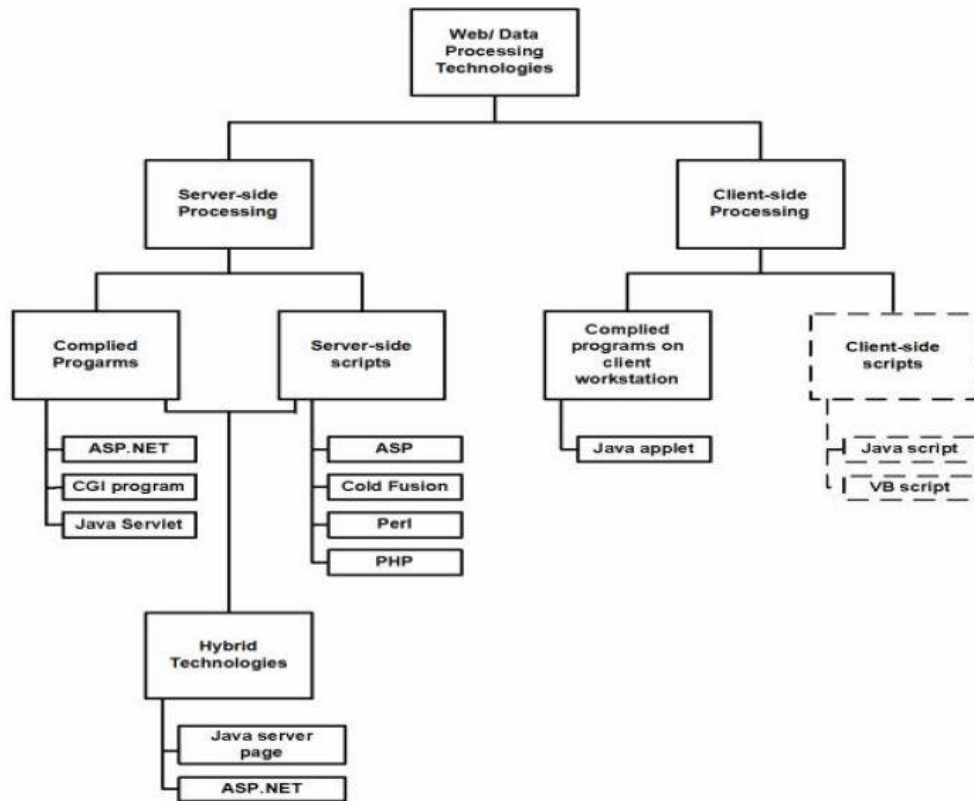 Web/ Data
Processing
Technologies
Server-side
Processing
Client-side
Processing
Complied
Progarms
Server-side
scripts
Complied
programs on
client
workstation
Client-side
scripts
ASP.NET
CGI program
Java Servlet
ASP
Cold Fusion
Perl
PHP
Java applet
Java script
VB script
Hybrid
Technologies
Java server
page
ASP.NET